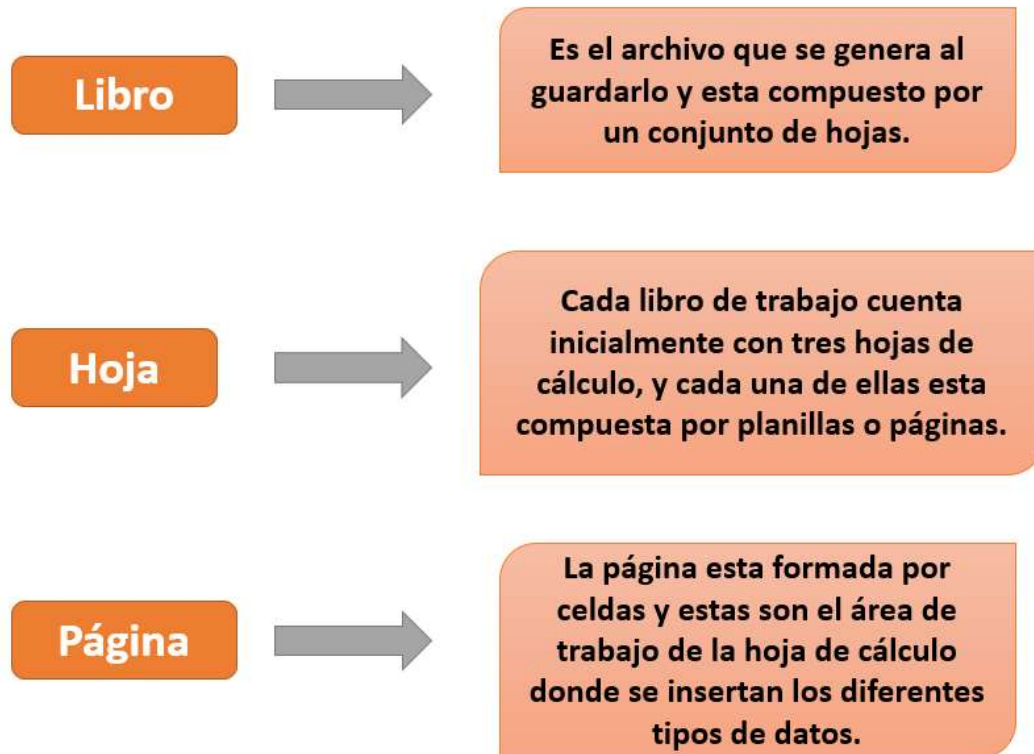 Libro
Es el archivo que se genera al
guardarlo y esta compuesto por
un conjunto de hojas.
Hoja
Cada libro de trabajo cuenta
inicialmente con tres hojas de
cálculo, y cada una de ellas esta
compuesta por planillas o páginas.
Página
La página esta formada por
celdas y estas son el área de
trabajo de la hoja de cálculo
donde se insertan los diferentes
tipos de datos.